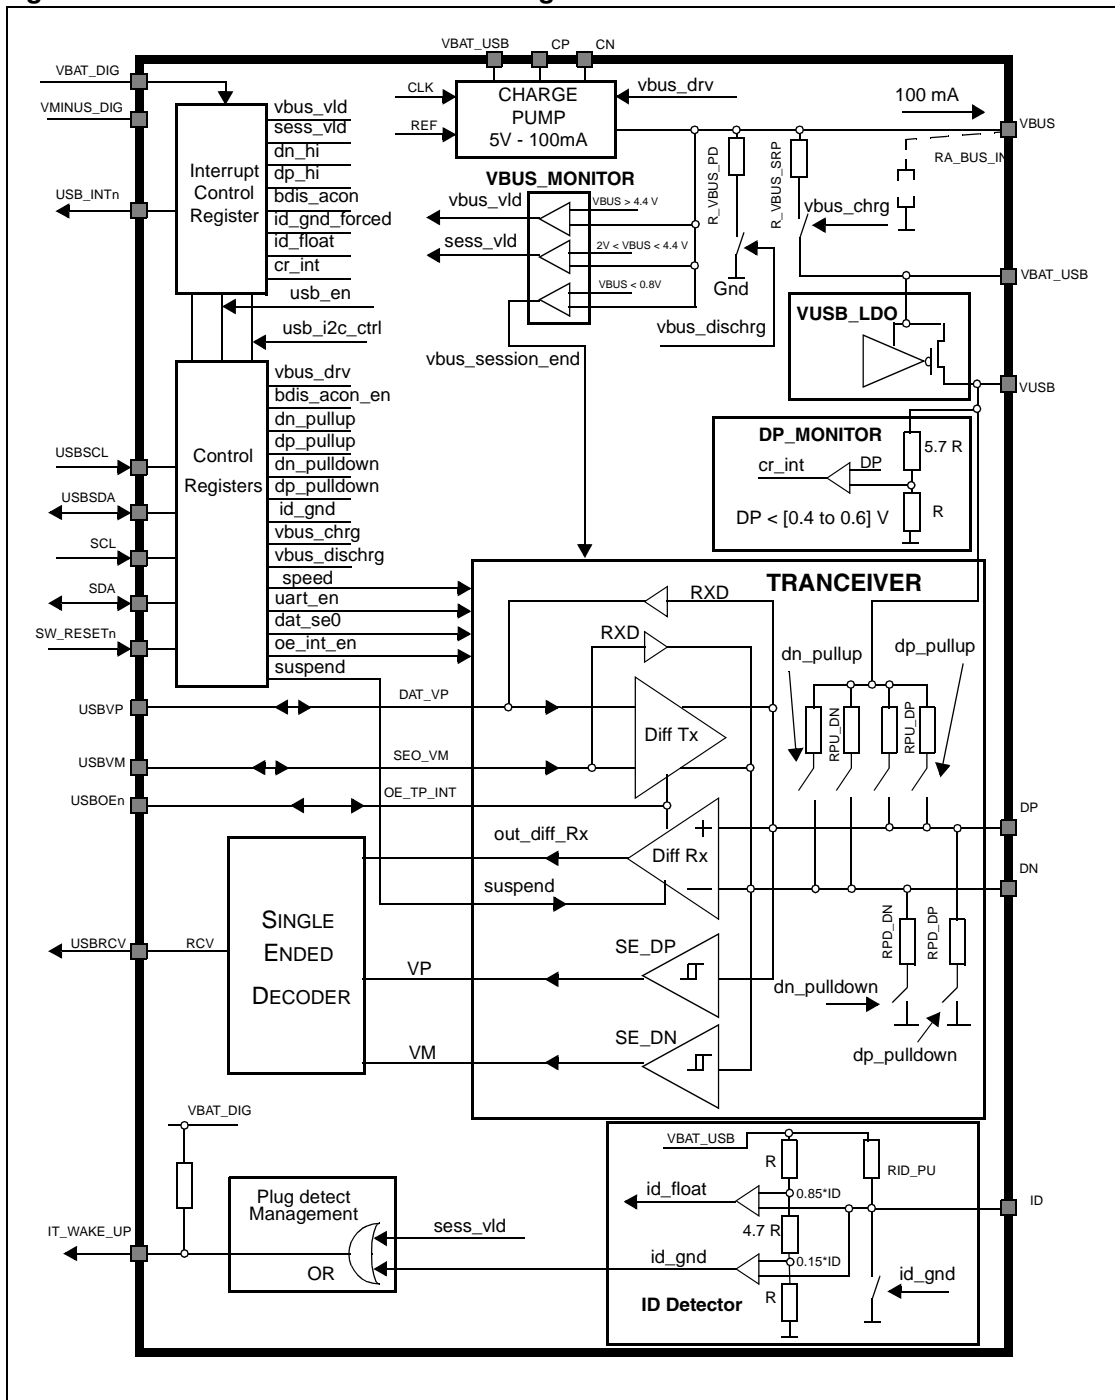 VBAT_USB
CP
CN
VBAT_DIG
VMINUS_DIG
USB_INTn
CLK
REF
CHARGE
PUMP
5V - 100mA
vbus_drv
100 mA
VBUS
RA_BUS_IN
Interrupt
Control
Register
vbus_vld
sess_vld
dn_hi
dp_hi
bdis_acon
id_gnd_forced
id_float
cr_int
usb_en
usb_i2c_ctrl
VBUS_MONITOR
vbus_vld
VBUS > 4.4 V
sess_vld
2V < VBUS < 4.4 V
VBUS < 0.8V
vbus_session_end
R_VBUS_PD
Gnd
vbus_dischrg
R_VBUS_SRP
vbus_chrg
VBAT_USB
VUSB_LDO
VUSB
DP_MONITOR
cr_int
DP
5.7 R
R
DP < [0.4 to 0.6] V
Control
Registers
vbus_drv
bdis_acon_en
dn_pullup
dp_pullup
dn_pulldown
dp_pulldown
id_gnd
vbus_chrg
vbus_dischrg
speed
uart_en
dat_se0
oe_int_en
suspend
USBSCL
USBSDA
SCL
SDA
SW_RESETn
USBVP
USBVM
USBOEn
DAT_VP
SEO_VM
OE_TP_INT
TRANCEIVER
RXD
RXD
Diff Tx
Diff Rx
out_diff_Rx
suspend
dn_pullup
dp_pullup
RPU_DN
RPU_DP
DP
DN
RPD_DN
RPD_DP
dn_pulldown
dp_pulldown
SINGLE
ENDED
DECODER
USBRCV
RCV
VP
VM
SE_DP
SE_DN
VBAT_DIG
IT_WAKE_UP
Plug detect
Management
OR
sess_vld
VBAT_USB
R
RID_PU
id_float
0.85*ID
4.7 R
id_gnd
0.15*ID
R
id_gnd
ID
ID Detector